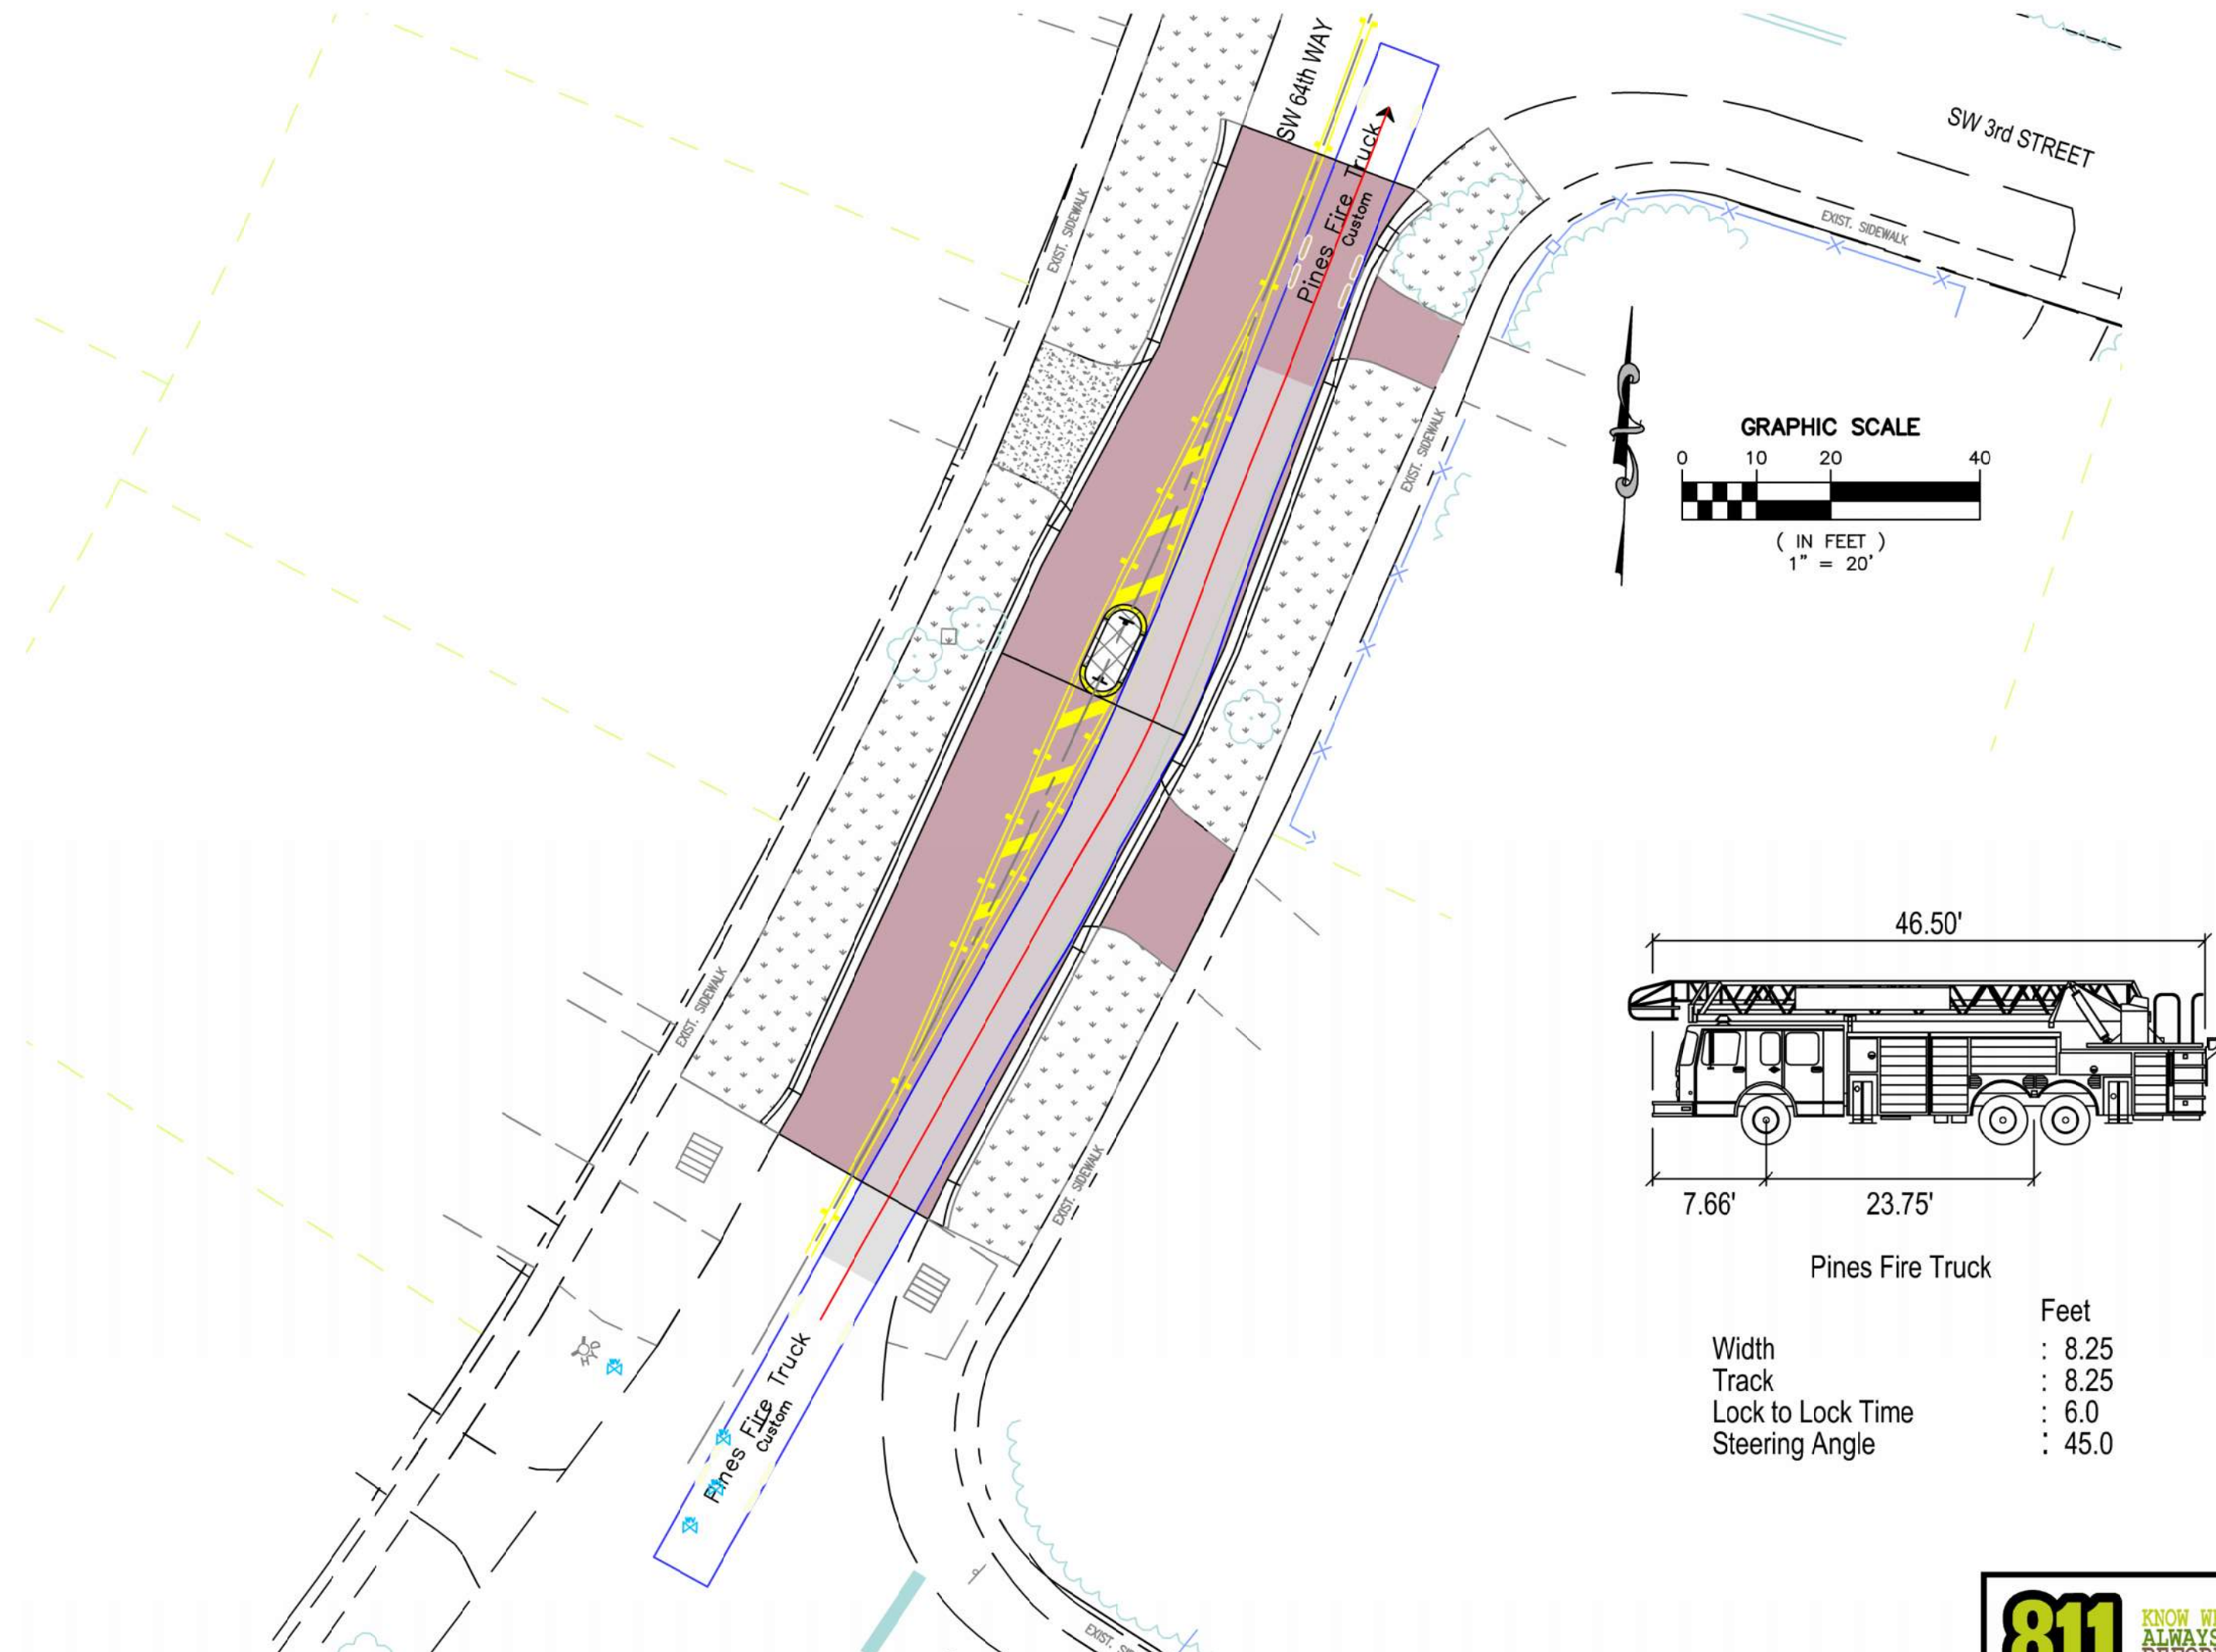 SW 64th WAY
SW 3rd STREET
Pines Fire Truck
Custom
EXIST. SIDEWALK
EXIST. SIDEWALK
EXIST. SIDEWALK
GRAPHIC SCALE
0 10 20 40
( IN FEET )
1" = 20'
46.50'
EXIST. SIDEWALK
EXIST. SIDEWALK
7.66' 23.75'
Pines Fire Truck
Feet
Width : 8.25
Track : 8.25
Lock to Lock Time : 6.0
Steering Angle : 45.0
HYD
Pines Fire Truck
Custom
EXIST.
811
KNOW
ALWAYS